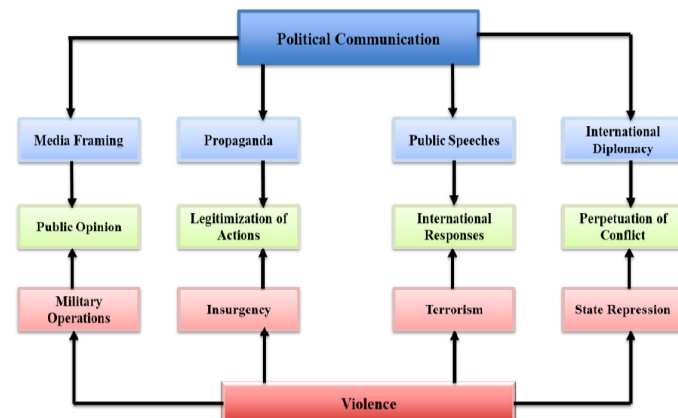 Political Communication
Media Framing
Propaganda
Public Speeches
International
Diplomacy
Public Opinion
Legitimization of
Actions
International
Responses
Perpetuation of
Conflict
Military
Operations
Insurgency
Terrorism
State Repression
Violence